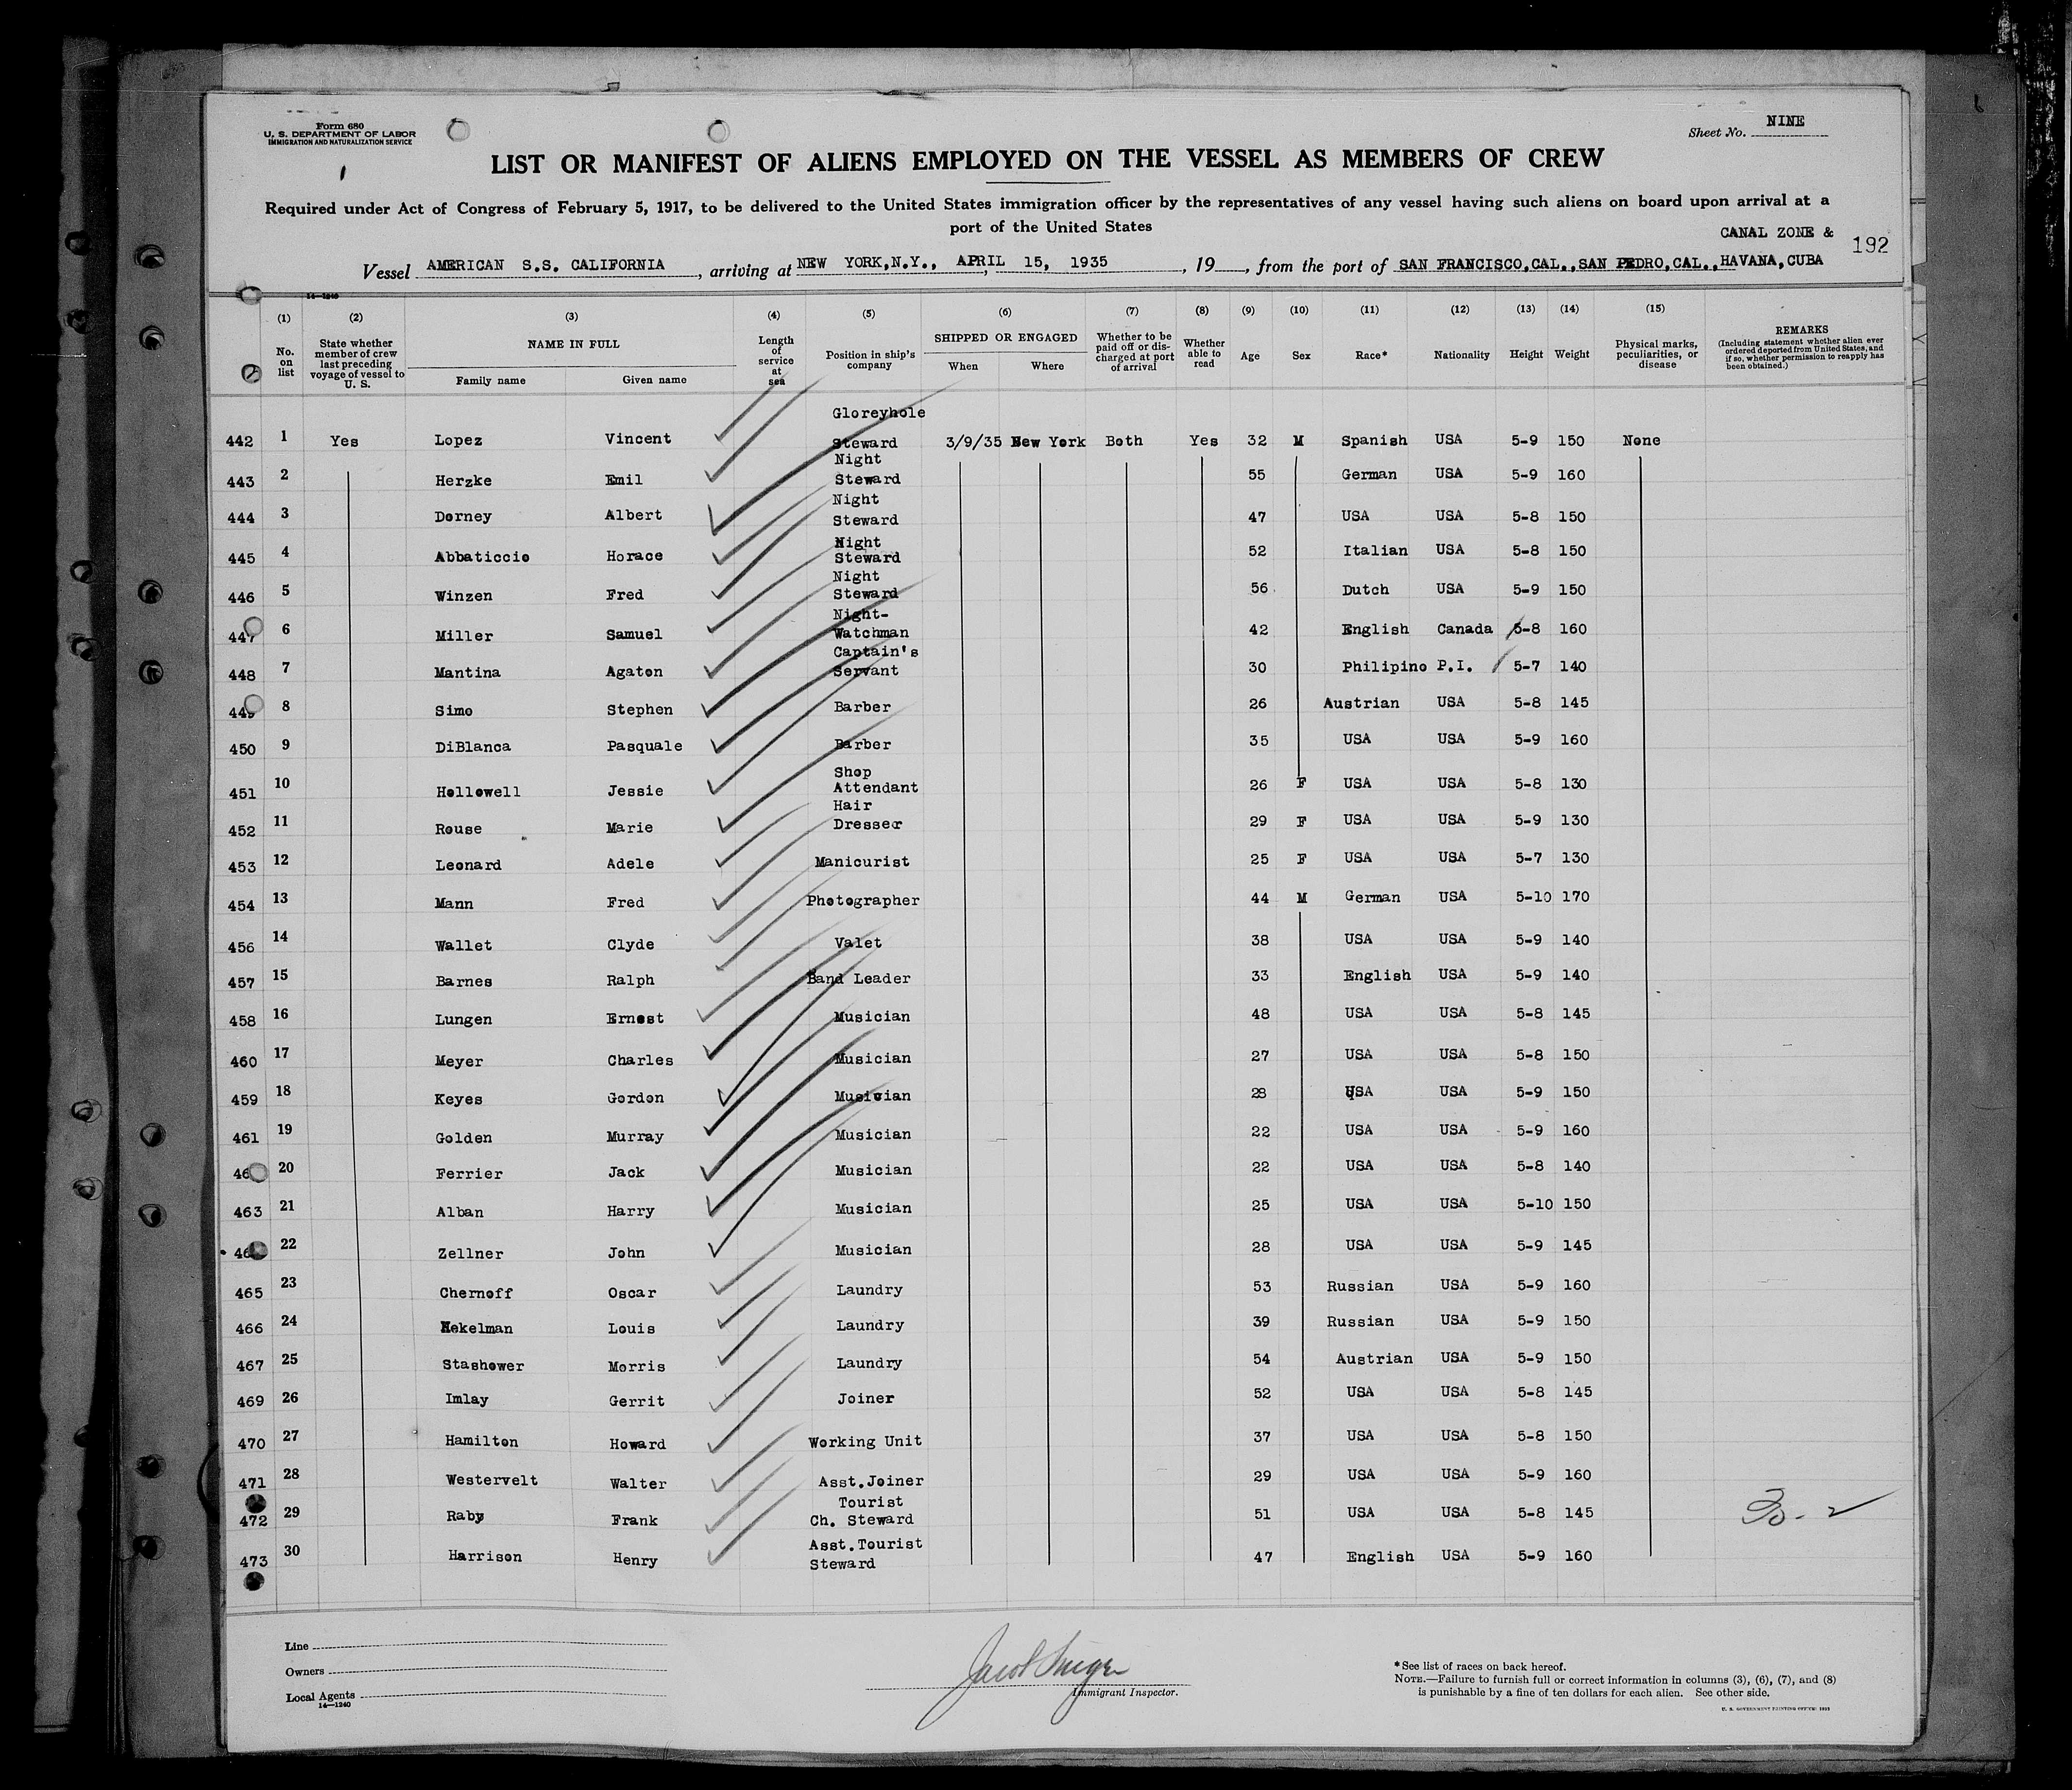 Form 680
U. S. DEPARTMENT OF LABOR
IMMIGRATION AND NATURALIZATION SERVICE
Sheet No. NINE
LIST OR MANIFEST OF ALIENS EMPLOYED ON THE VESSEL AS MEMBERS OF CREW
Required under Act of Congress of February 5, 1917, to be delivered to the United States immigration officer by the representatives of any vessel having such aliens on board upon arrival at a
port of the United States
CANAL ZONE &
192
Vessel AMERICAN S.S. CALIFORNIA, arriving at NEW YORK,N.Y., APRIL 15, 1935, 19, from the port of SAN FRANCISCO,CAL.,SAN PEDRO,CAL.,HAVANA,CUBA
14—1240
(1) (2) (3) (4) (5) (6) (7) (8) (9) (10) (11) (12) (13) (14) (15)
No. on list
State whether member of crew last preceding voyage of vessel to U. S.
NAME IN FULL
Family name
Given name
Length of service at sea
Position in ship's company
SHIPPED OR ENGAGED
When
Where
Whether to be paid off or discharged at port of arrival
Whether able to read
Age
Sex
Race*
Nationality
Height
Weight
Physical marks, peculiarities, or disease
REMARKS
(Including statement whether alien ever ordered deported from United States, and if so, whether permission to reapply has been obtained.)
442 1 Yes Lopez Vincent Gloreyhole Steward 3/9/35 New York Both Yes 32 M Spanish USA 5-9 150 None
443 2 Herzke Emil Night Steward 55 German USA 5-9 160
444 3 Dorney Albert Night Steward 47 USA USA 5-8 150
445 4 Abbaticcio Horace Night Steward 52 Italian USA 5-8 150
446 5 Winzen Fred Night Steward 56 Dutch USA 5-9 150
447 6 Miller Samuel Night-Watchman 42 English Canada 5-8 160
448 7 Mantina Agaton Captain's Servant 30 Philipino P.I. 5-7 140
449 8 Simo Stephen Barber 26 Austrian USA 5-8 145
450 9 DiBlanca Pasquale Barber 35 USA USA 5-9 160
451 10 Hollowell Jessie Shop Attendant 26 F USA USA 5-8 130
452 11 Rouse Marie Hair Dresser 29 F USA USA 5-9 130
453 12 Leonard Adele Manicurist 25 F USA USA 5-7 130
454 13 Mann Fred Photographer 44 M German USA 5-10 170
456 14 Wallet Clyde Valet 38 USA USA 5-9 140
457 15 Barnes Ralph Band Leader 33 English USA 5-9 140
458 16 Lungen Ernest Musician 48 USA USA 5-8 145
460 17 Meyer Charles Musician 27 USA USA 5-8 150
459 18 Keyes Gordon Musician 28 USA USA 5-9 150
461 19 Golden Murray Musician 22 USA USA 5-9 160
20 Ferrier Jack Musician 22 USA USA 5-8 140
463 21 Alban Harry Musician 25 USA USA 5-10 150
22 Zellner John Musician 28 USA USA 5-9 145
465 23 Chernoff Oscar Laundry 53 Russian USA 5-9 160
466 24 Nekelman Louis Laundry 39 Russian USA 5-9 150
467 25 Stashower Morris Laundry 54 Austrian USA 5-9 150
469 26 Imlay Gerrit Joiner 52 USA USA 5-8 145
470 27 Hamilton Howard Working Unit 37 USA USA 5-8 150
471 28 Westervelt Walter Asst.Joiner 29 USA USA 5-9 160
472 29 Raby Frank Tourist Ch. Steward 51 USA USA 5-8 145
473 30 Harrison Henry Asst.Tourist Steward 47 English USA 5-9 160
Line
Owners
Local Agents
14—1240
Immigrant Inspector.
*See list of races on back hereof.
NOTE.—Failure to furnish full or correct information in columns (3), (6), (7), and (8)
is punishable by a fine of ten dollars for each alien. See other side.
U. S. GOVERNMENT PRINTING OFFICE: 1932